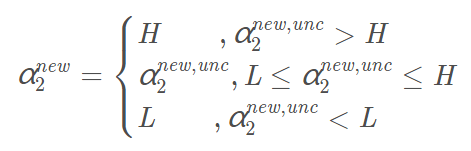 H , α₂^{new,unc} > H
α₂^{new} = { α₂^{new,unc} , L ≤ α₂^{new,unc} ≤ H
L , α₂^{new,unc} < L